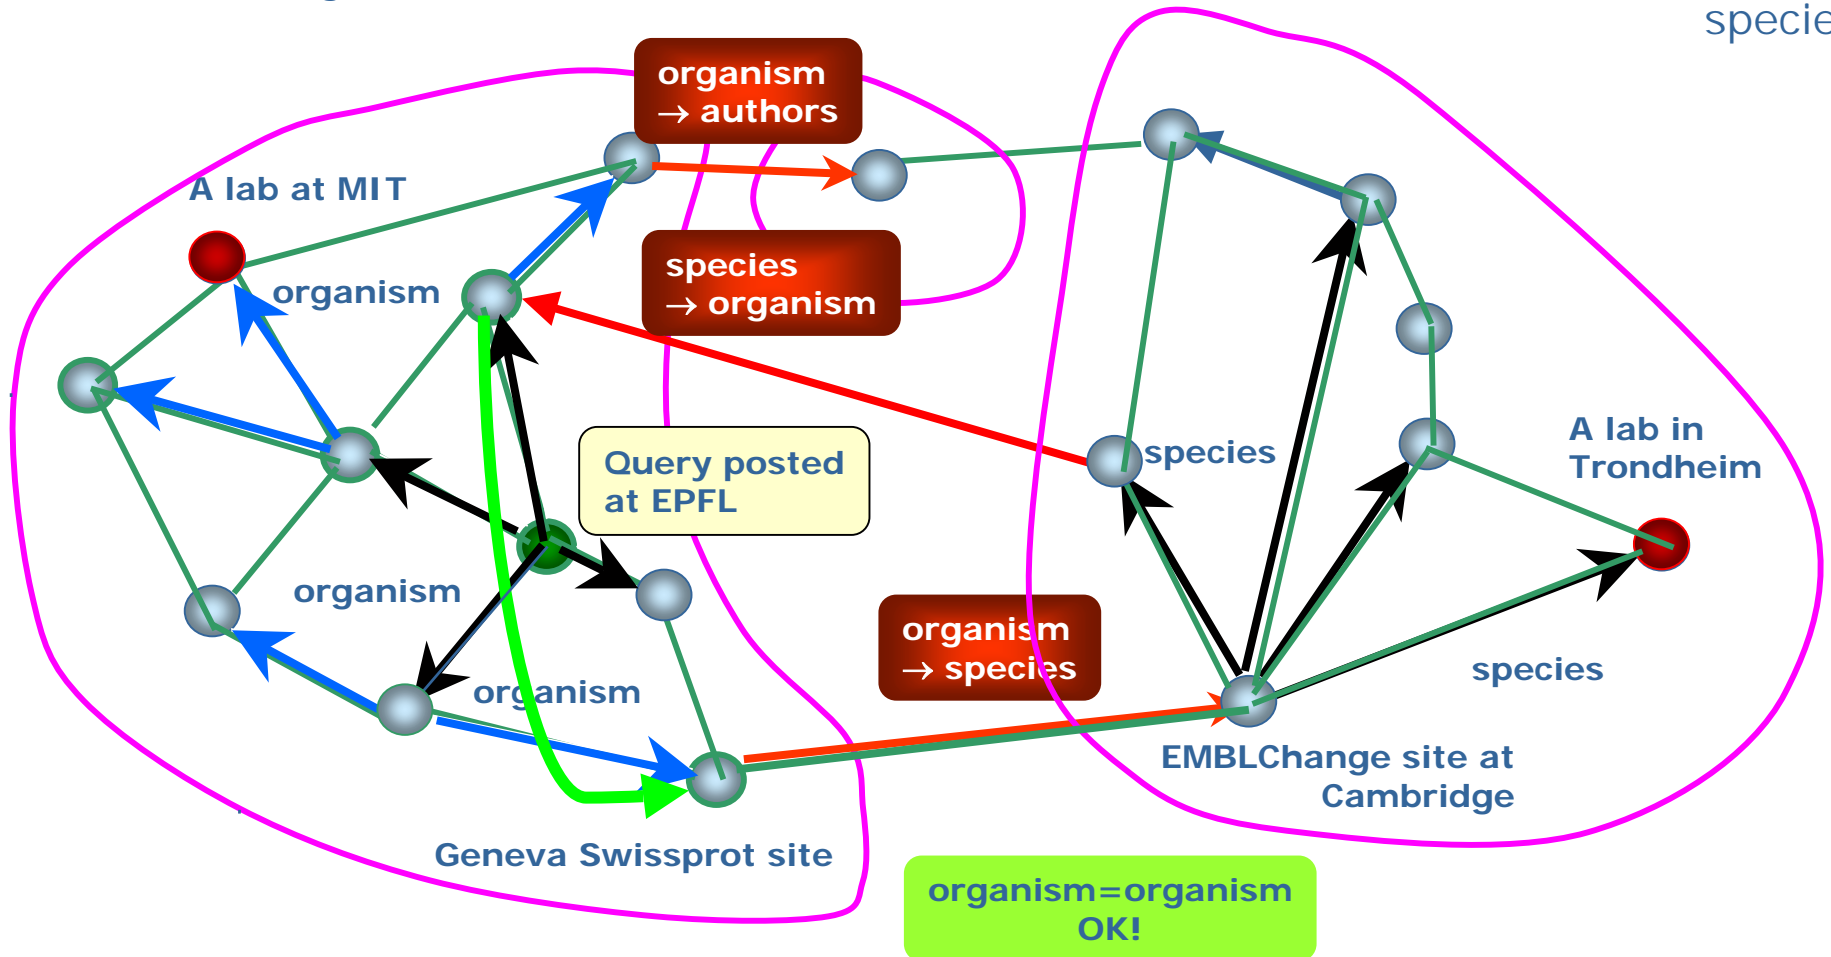 specie
organism
→ authors
A lab at MIT
organism
species
→ organism
Query posted
at EPFL
species
A lab in
Trondheim
organism
organism
organism
→ species
species
EMBLChange site at
Cambridge
Geneva Swissprot site
organism=organism
OK!